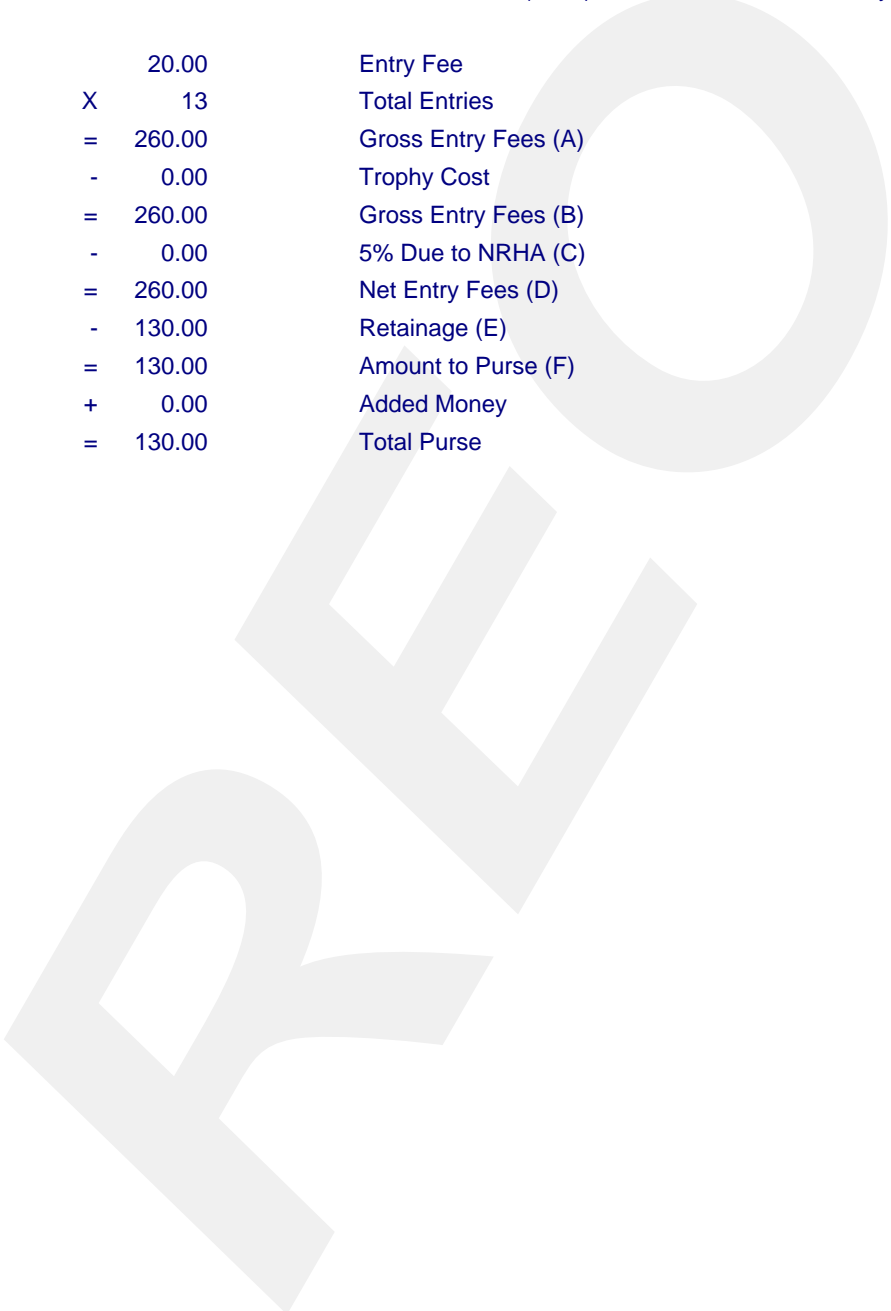 20.00 Entry Fee
X 13 Total Entries
= 260.00 Gross Entry Fees (A)
- 0.00 Trophy Cost
= 260.00 Gross Entry Fees (B)
- 0.00 5% Due to NRHA (C)
= 260.00 Net Entry Fees (D)
- 130.00 Retainage (E)
= 130.00 Amount to Purse (F)
+ 0.00 Added Money
= 130.00 Total Purse
REO